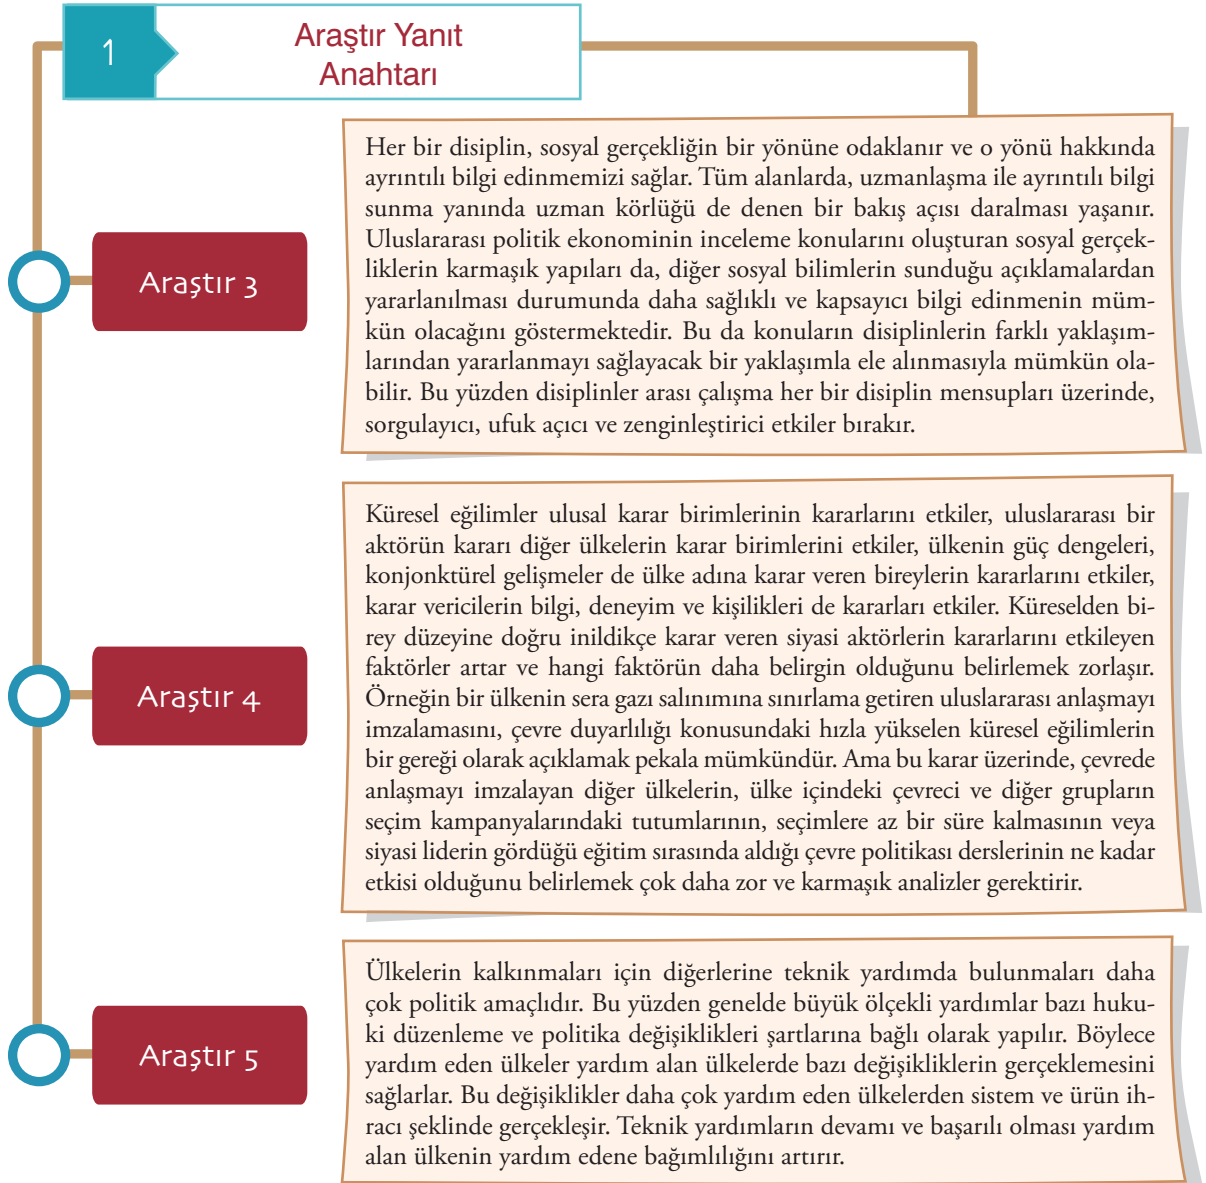 1
Araştır Yanıt
Anahtarı
Araştır 3
Her bir disiplin, sosyal gerçekliğin bir yönüne odaklanır ve o yönü hakkında
ayrıntılı bilgi edinmemizi sağlar. Tüm alanlarda, uzmanlaşma ile ayrıntılı bilgi
sunma yanında uzman körlüğü de denen bir bakış açısı daralması yaşanır.
Uluslararası politik ekonominin inceleme konularını oluşturan sosyal gerçek-
liklerin karmaşık yapıları da, diğer sosyal bilimlerin sunduğu açıklamalardan
yararlanılması durumunda daha sağlıklı ve kapsayıcı bilgi edinmenin müm-
kün olacağını göstermektedir. Bu da konuların disiplinlerin farklı yaklaşım-
larından yararlanmayı sağlayacak bir yaklaşımla ele alınmasıyla mümkün ola-
bilir. Bu yüzden disiplinler arası çalışma her bir disiplin mensupları üzerinde,
sorgulayıcı, ufuk açıcı ve zenginleştirici etkiler bırakır.
Araştır 4
Küresel eğilimler ulusal karar birimlerinin kararlarını etkiler, uluslararası bir
aktörün kararı diğer ülkelerin karar birimlerini etkiler, ülkenin güç dengeleri,
konjonktürel gelişmeler de ülke adına karar veren bireylerin kararlarını etkiler,
karar vericilerin bilgi, deneyim ve kişilikleri de kararları etkiler. Küreselden bi-
rey düzeyine doğru inildikçe karar veren siyasi aktörlerin kararlarını etkileyen
faktörler artar ve hangi faktörün daha belirgin olduğunu belirlemek zorlaşır.
Örneğin bir ülkenin sera gazı salınımına sınırlama getiren uluslararası anlaşmayı
imzalamasını, çevre duyarlılığı konusundaki hızla yükselen küresel eğilimlerin
bir gereği olarak açıklamak pekala mümkündür. Ama bu karar üzerinde, çevrede
anlaşmayı imzalayan diğer ülkelerin, ülke içindeki çevreci ve diğer grupların
seçim kampanyalarındaki tutumlarının, seçimlere az bir süre kalmasının veya
siyasi liderin gördüğü eğitim sırasında aldığı çevre politikası derslerinin ne kadar
etkisi olduğunu belirlemek çok daha zor ve karmaşık analizler gerektirir.
Araştır 5
Ülkelerin kalkınmaları için diğerlerine teknik yardımda bulunmaları daha
çok politik amaçlıdır. Bu yüzden genelde büyük ölçekli yardımlar bazı huku-
ki düzenleme ve politika değişiklikleri şartlarına bağlı olarak yapılır. Böylece
yardım eden ülkeler yardım alan ülkelerde bazı değişikliklerin gerçeklemesini
sağlarlar. Bu değişiklikler daha çok yardım eden ülkelerden sistem ve ürün ih-
racı şeklinde gerçekleşir. Teknik yardımların devamı ve başarılı olması yardım
alan ülkenin yardım edene bağımlılığını artırır.